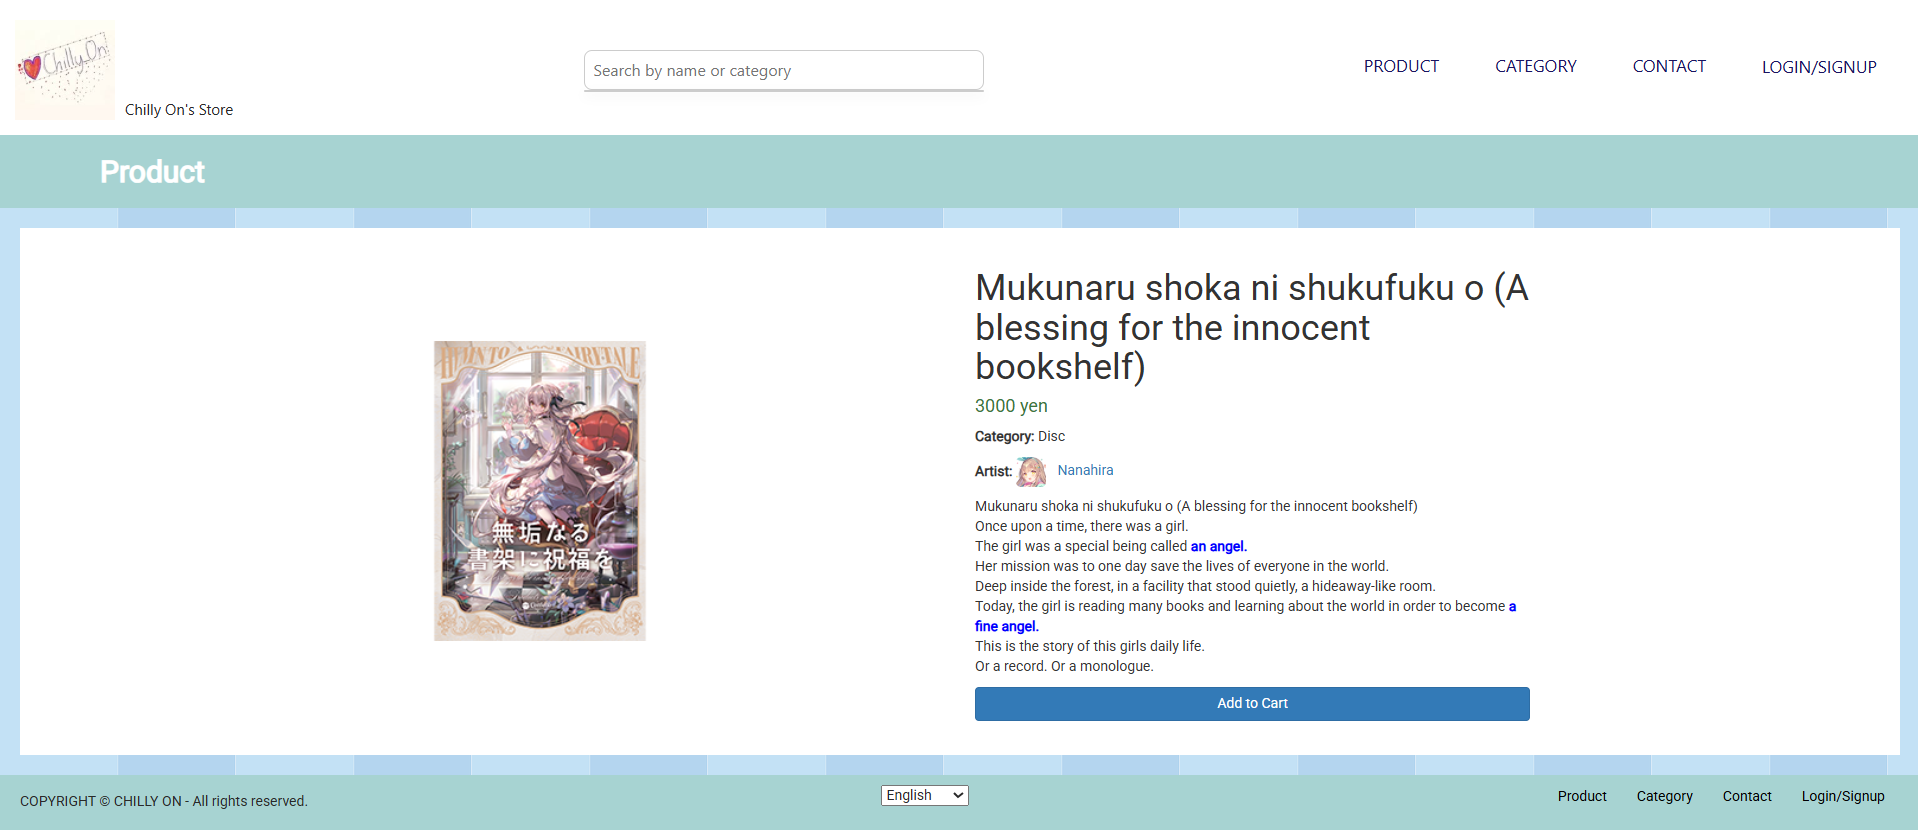 Chilly On
Chilly On's Store
Search by name or category
PRODUCT
CATEGORY
CONTACT
LOGIN/SIGNUP
Product
無垢なる
書架に祝福を
Mukunaru shoka ni shukufuku o (A
blessing for the innocent
bookshelf)
3000 yen
Category: Disc
Artist: Nanahira
Mukunaru shoka ni shukufuku o (A blessing for the innocent bookshelf)
Once upon a time, there was a girl.
The girl was a special being called an angel.
Her mission was to one day save the lives of everyone in the world.
Deep inside the forest, in a facility that stood quietly, a hideaway-like room.
Today, the girl is reading many books and learning about the world in order to become a
fine angel.
This is the story of this girls daily life.
Or a record. Or a monologue.
Add to Cart
COPYRIGHT © CHILLY ON - All rights reserved.
English
Product
Category
Contact
Login/Signup